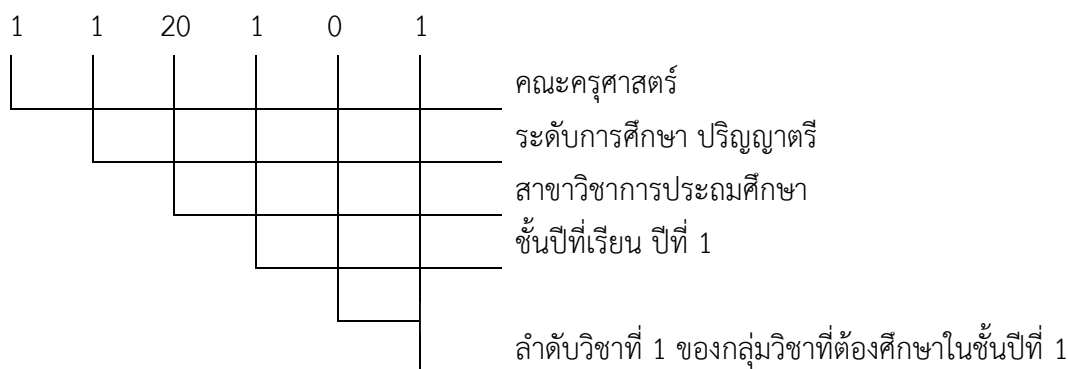 1 1 20 1 0 1
คณะครุศาสตร์
ระดับการศึกษา ปริญญาตรี
สาขาวิชาการประถมศึกษา
ชั้นปีที่เรียน ปีที่ 1
ลำดับวิชาที่ 1 ของกลุ่มวิชาที่ต้องศึกษาในชั้นปีที่ 1